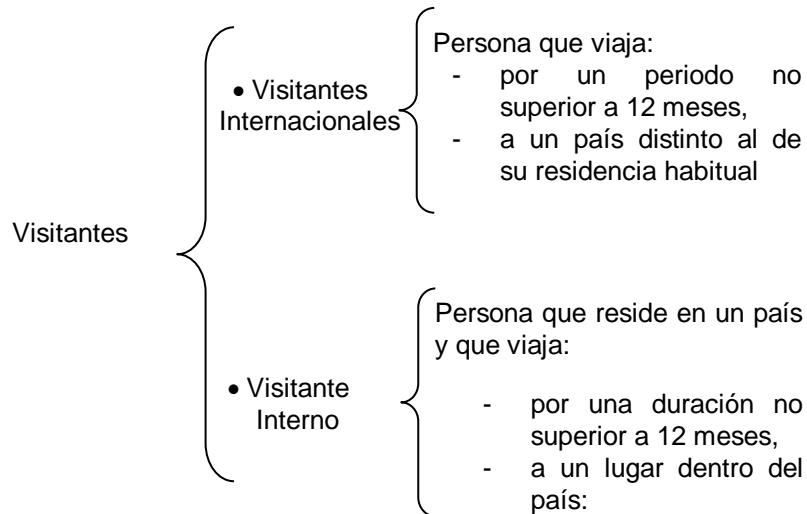 Visitantes
• Visitantes
Internacionales
Persona que viaja:
- por un periodo no
superior a 12 meses,
- a un país distinto al de
su residencia habitual
• Visitante
Interno
Persona que reside en un país
y que viaja:
- por una duración no
superior a 12 meses,
- a un lugar dentro del
país: